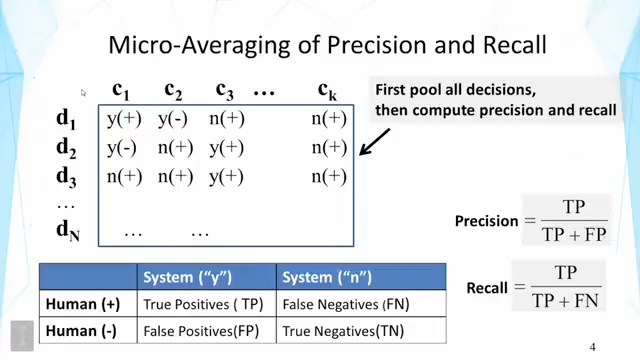 Micro-Averaging of Precision and Recall
c1 c2 c3 … ck
d1 y(+) y(-) n(+) n(+)
d2 y(-) n(+) y(+) n(+)
d3 n(+) n(+) y(+) n(+)
…
dN … …
First pool all decisions,
then compute precision and recall
Precision = TP / TP + FP
Recall = TP / TP + FN
System (“y”) System (“n”)
Human (+) True Positives ( TP) False Negatives (FN)
Human (-) False Positives(FP) True Negatives(TN)
4